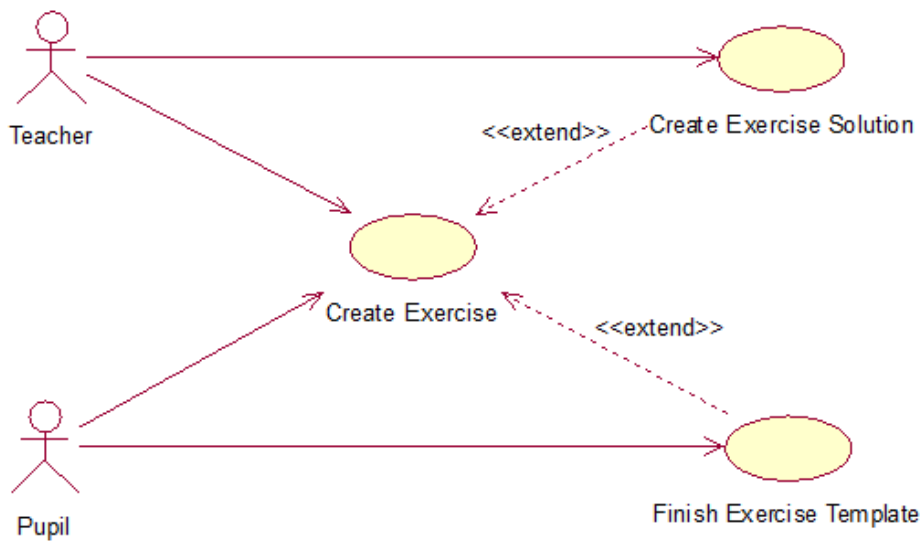 Teacher
<<extend>>
Create Exercise Solution
Create Exercise
<<extend>>
Pupil
Finish Exercise Template